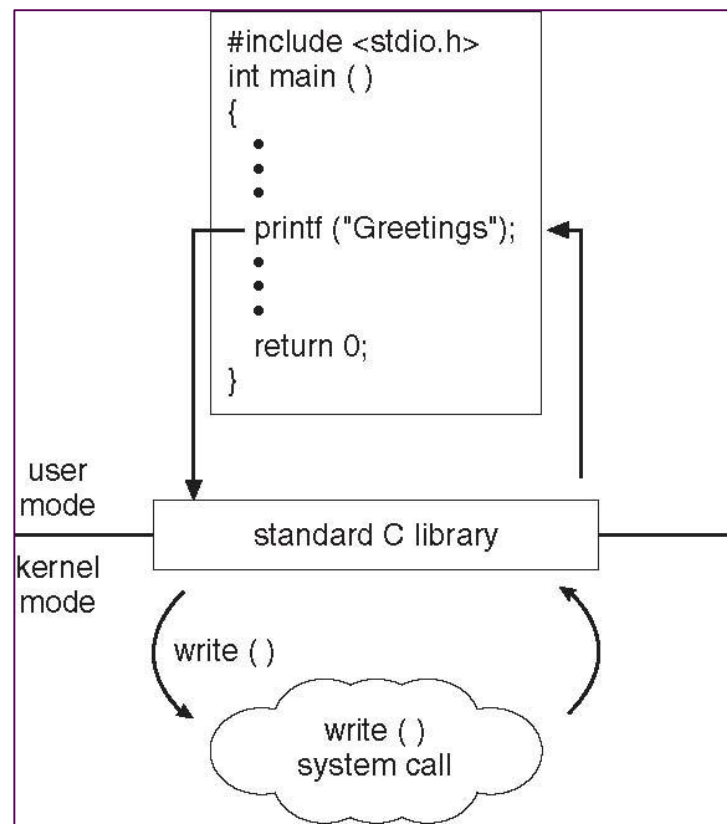 #include <stdio.h>
int main ( )
{
•
•
•
printf ("Greetings");
•
•
•
return 0;
}
user
mode
standard C library
kernel
mode
write ( )
write ( )
system call